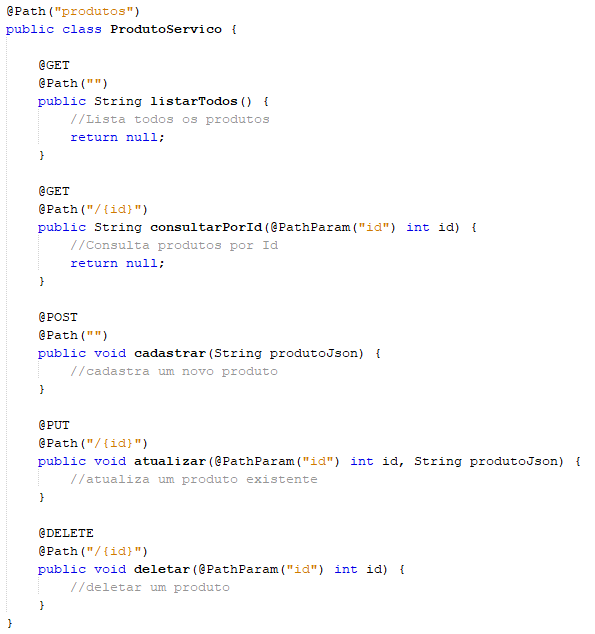 @Path("produtos")
public class ProdutoServico {
@GET
@Path("")
public String listarTodos() {
//Lista todos os produtos
return null;
}
@GET
@Path("/{id}")
public String consultarPorId(@PathParam("id") int id) {
//Consulta produtos por Id
return null;
}
@POST
@Path("")
public void cadastrar(String produtoJson) {
//cadastra um novo produto
}
@PUT
@Path("/{id}")
public void atualizar(@PathParam("id") int id, String produtoJson) {
//atualiza um produto existente
}
@DELETE
@Path("/{id}")
public void deletar(@PathParam("id") int id) {
//deletar um produto
}
}